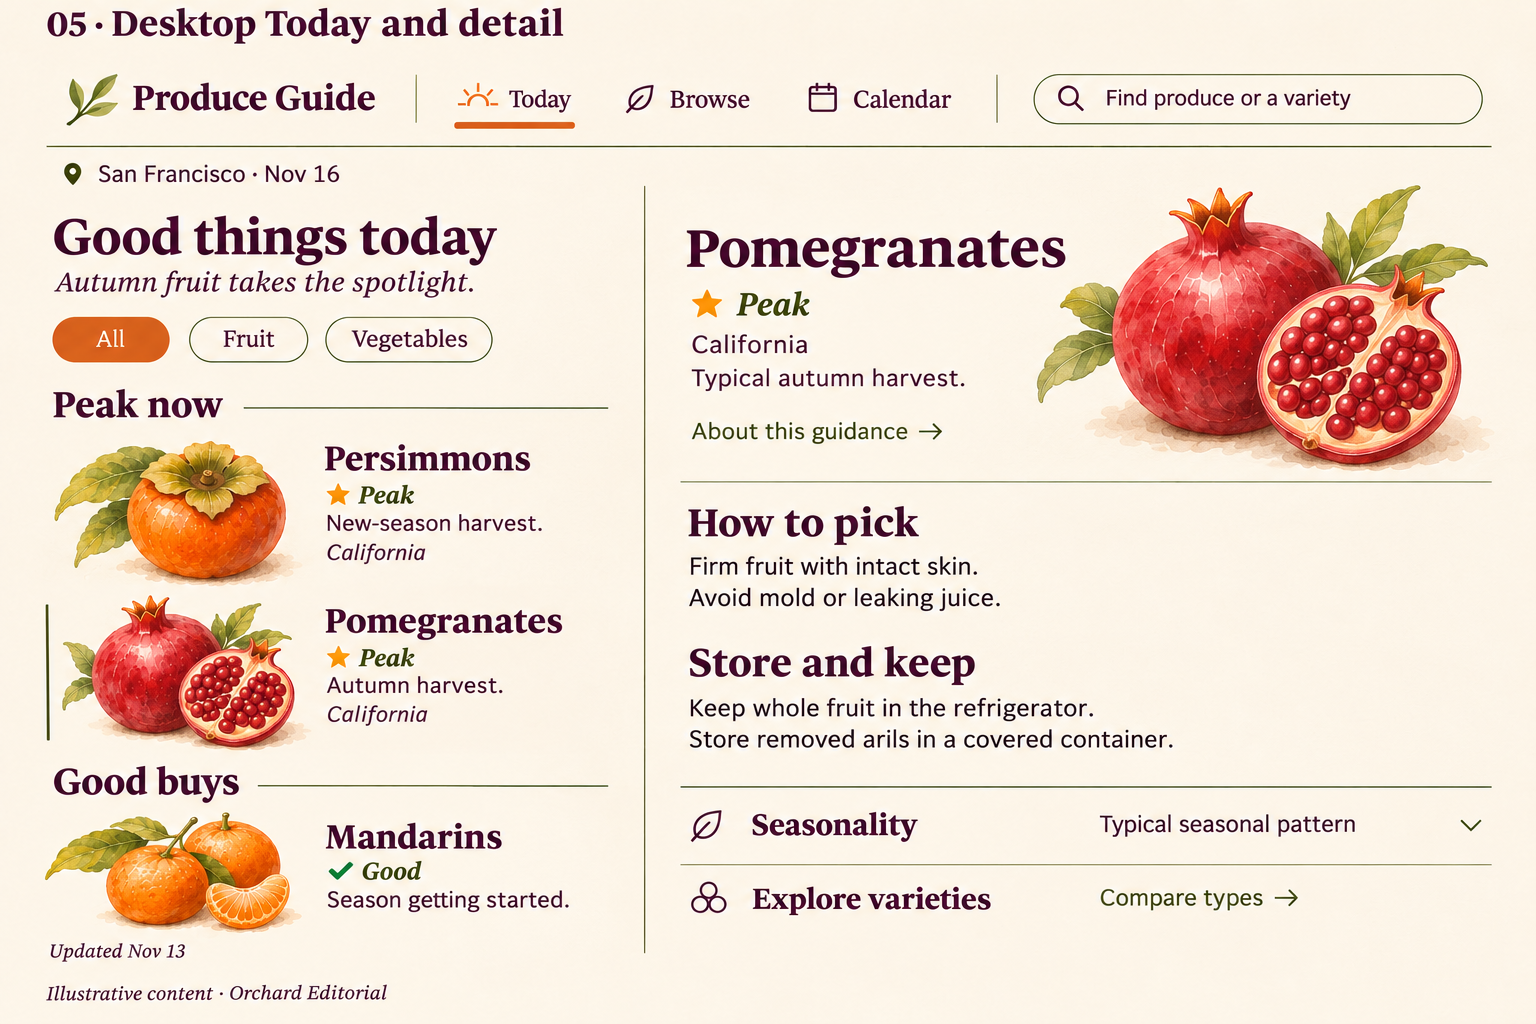 05 · Desktop Today and detail
Produce Guide
Today
Browse
Calendar
Find produce or a variety
San Francisco · Nov 16
Good things today
Autumn fruit takes the spotlight.
All
Fruit
Vegetables
Peak now
Persimmons
Peak
New-season harvest.
California
Pomegranates
Peak
Autumn harvest.
California
Good buys
Mandarins
Good
Season getting started.
Updated Nov 13
Illustrative content · Orchard Editorial
Pomegranates
Peak
California
Typical autumn harvest.
About this guidance →
How to pick
Firm fruit with intact skin.
Avoid mold or leaking juice.
Store and keep
Keep whole fruit in the refrigerator.
Store removed arils in a covered container.
Seasonality
Typical seasonal pattern
Explore varieties
Compare types →